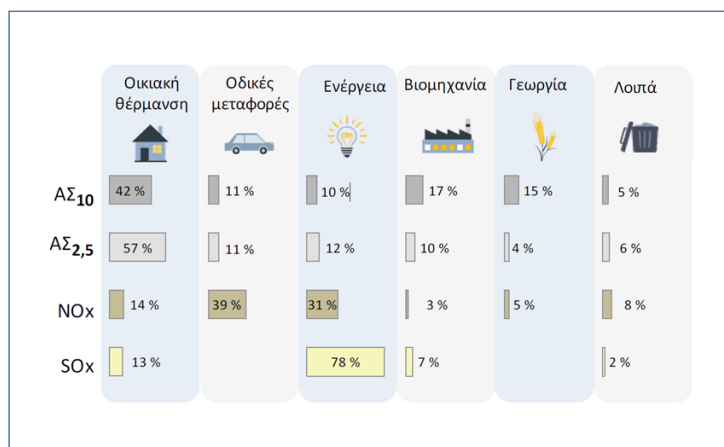 Οικιακή
θέρμανση
Οδικές
μεταφορές
Ενέργεια
Βιομηχανία
Γεωργία
Λοιπά
ΑΣ10 42 % 11 % 10 % 17 % 15 % 5 %
ΑΣ2,5 57 % 11 % 12 % 10 % 4 % 6 %
NOx 14 % 39 % 31 % 3 % 5 % 8 %
SOx 13 % 78 % 7 % 2 %